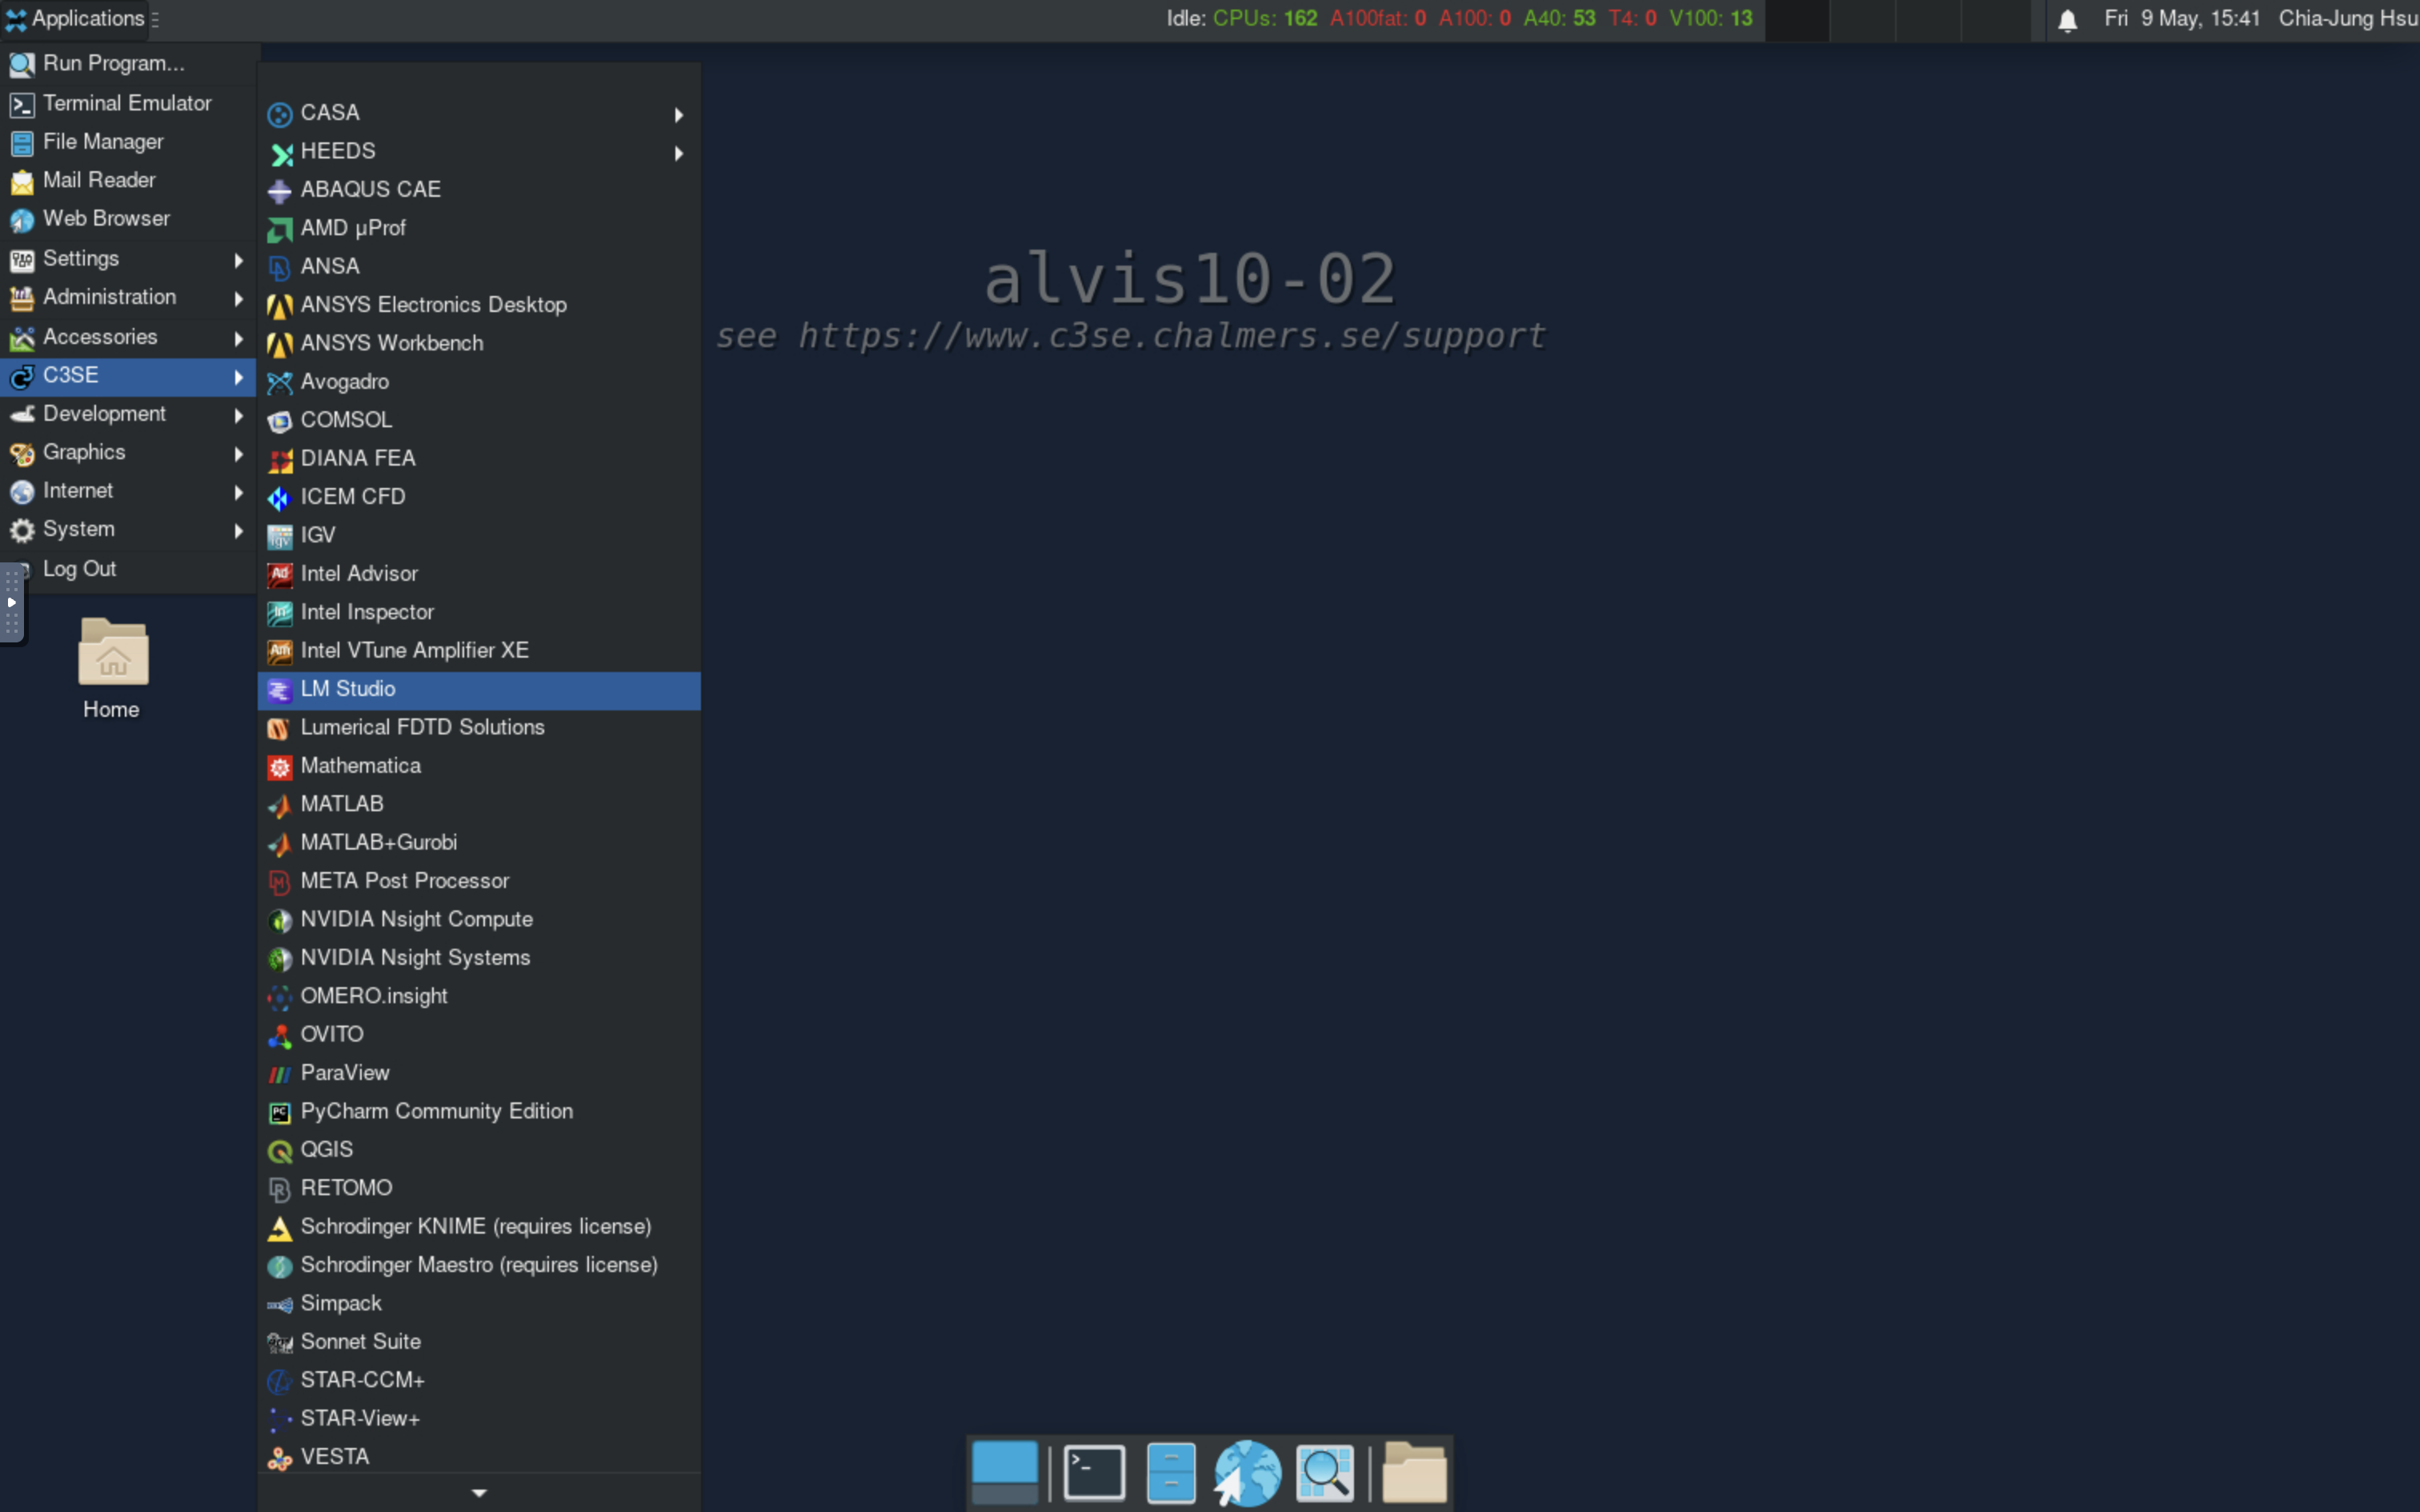 Applications
Idle: CPUs: 162 A100fat: 0 A100: 0 A40: 53 T4: 0 V100: 13
Fri 9 May, 15:41 Chia-Jung Hsu
Run Program...
Terminal Emulator
File Manager
Mail Reader
Web Browser
Settings
Administration
Accessories
C3SE
Development
Graphics
Internet
System
Log Out
Home
CASA
HEEDS
ABAQUS CAE
AMD µProf
ANSA
ANSYS Electronics Desktop
ANSYS Workbench
Avogadro
COMSOL
DIANA FEA
ICEM CFD
IGV
Intel Advisor
Intel Inspector
Intel VTune Amplifier XE
LM Studio
Lumerical FDTD Solutions
Mathematica
MATLAB
MATLAB+Gurobi
META Post Processor
NVIDIA Nsight Compute
NVIDIA Nsight Systems
OMERO.insight
OVITO
ParaView
PyCharm Community Edition
QGIS
RETOMO
Schrodinger KNIME (requires license)
Schrodinger Maestro (requires license)
Simpack
Sonnet Suite
STAR-CCM+
STAR-View+
VESTA
alvis10-02
see https://www.c3se.chalmers.se/support